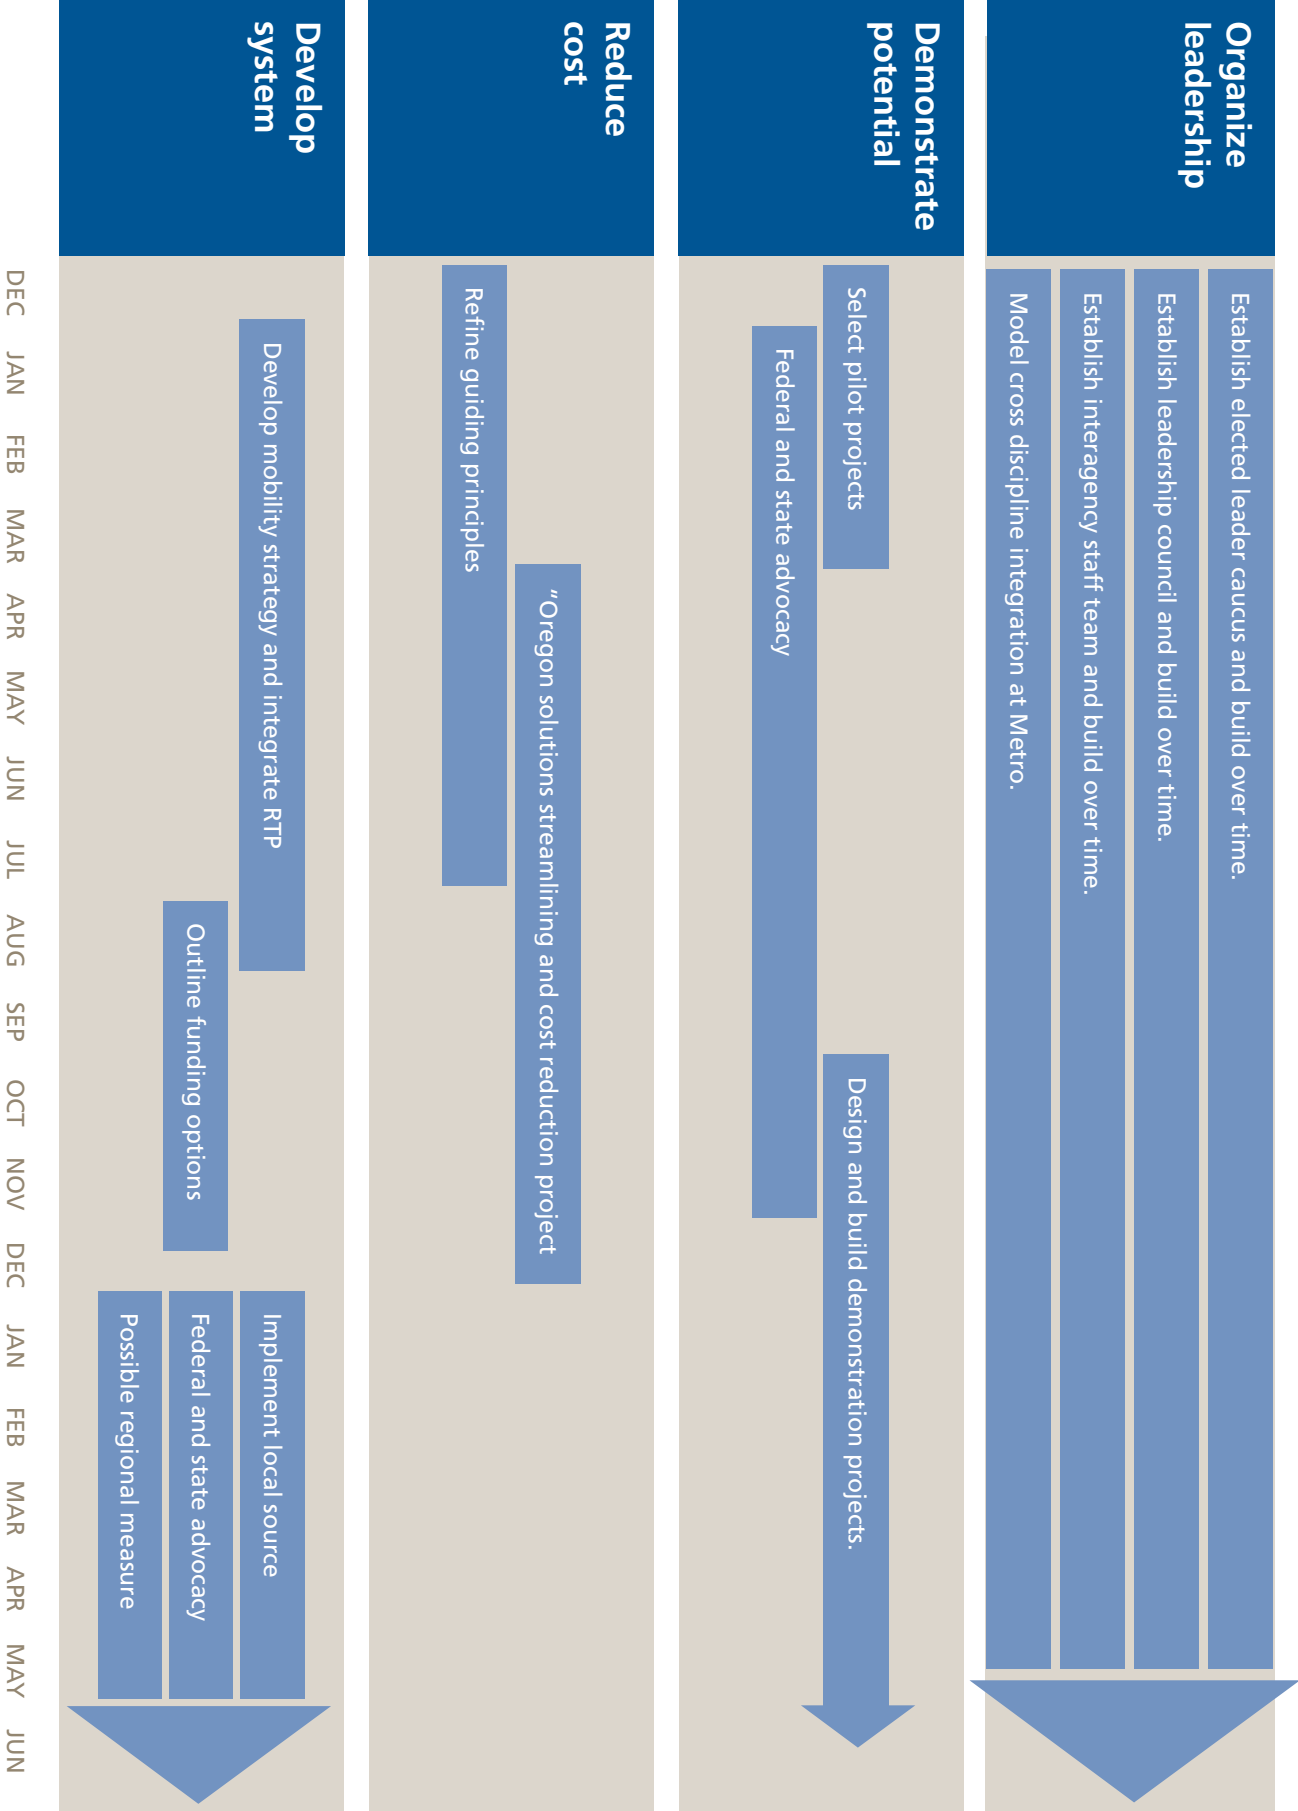 Organize
leadership
Establish elected leader caucus and build over time.
Establish leadership council and build over time.
Establish interagency staff team and build over time.
Model cross discipline integration at Metro.
Demonstrate
potential
Select pilot projects
Design and build demonstration projects.
Federal and state advocacy
Reduce
cost
“Oregon solutions streamlining and cost reduction project
Refine guiding principles
Develop
system
Develop mobility strategy and integrate RTP
Implement local source
Outline funding options
Federal and state advocacy
Possible regional measure
DEC JAN FEB MAR APR MAY JUN JUL AUG SEP OCT NOV DEC JAN FEB MAR APR MAY JUN